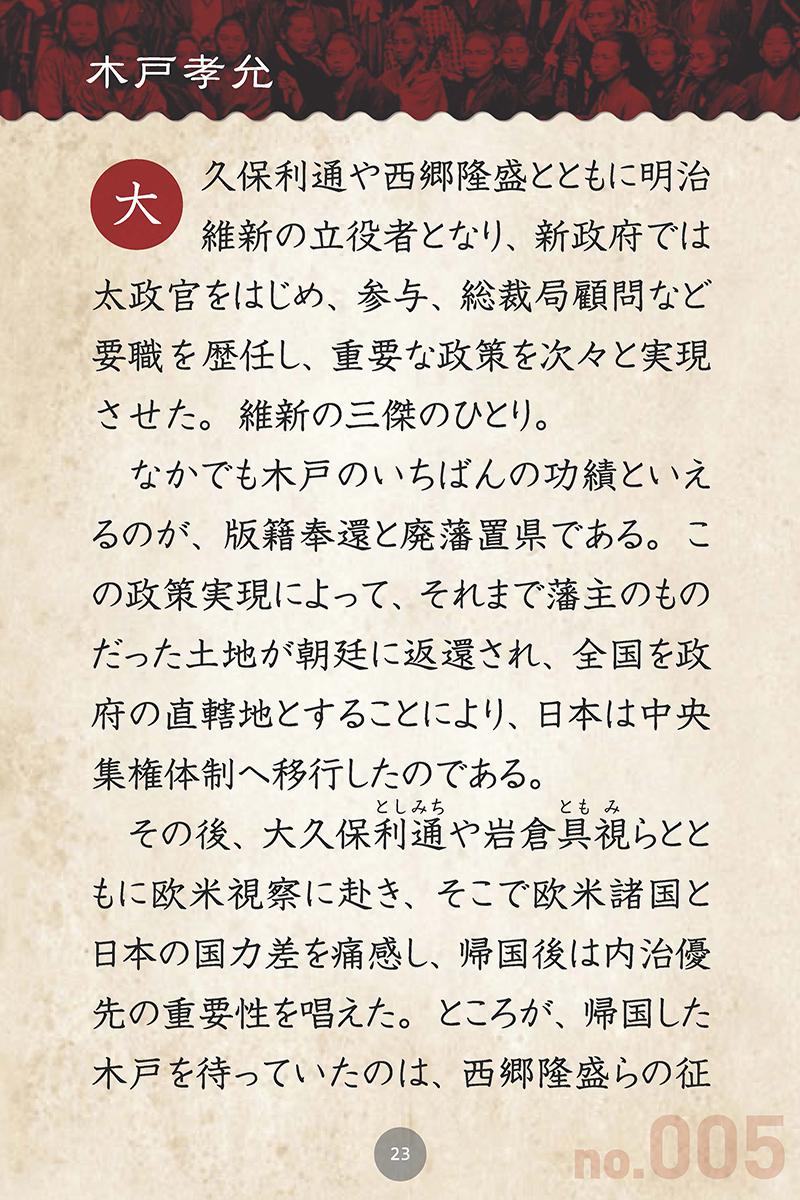 木戸孝允
大久保利通や西郷隆盛とともに明治
維新の立役者となり、新政府では
太政官をはじめ、参与、総裁局顧問など
要職を歴任し、重要な政策を次々と実現
させた。維新の三傑のひとり。
なかでも木戸のいちばんの功績といえ
るのが、版籍奉還と廃藩置県である。こ
の政策実現によって、それまで藩主のもの
だった土地が朝廷に返還され、全国を政
府の直轄地とすることにより、日本は中央
集権体制へ移行したのである。
としみち とも み
その後、大久保利通や岩倉具視らとと
もに欧米視察に赴き、そこで欧米諸国と
日本の国力差を痛感し、帰国後は内治優
先の重要性を唱えた。ところが、帰国した
木戸を待っていたのは、西郷隆盛らの征
23
no.005